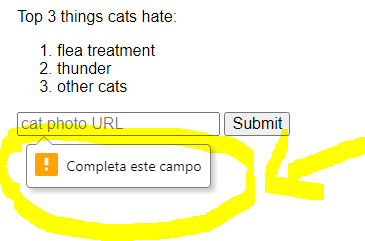 Top 3 things cats hate:
1. flea treatment
2. thunder
3. other cats
cat photo URL Submit
! Completa este campo